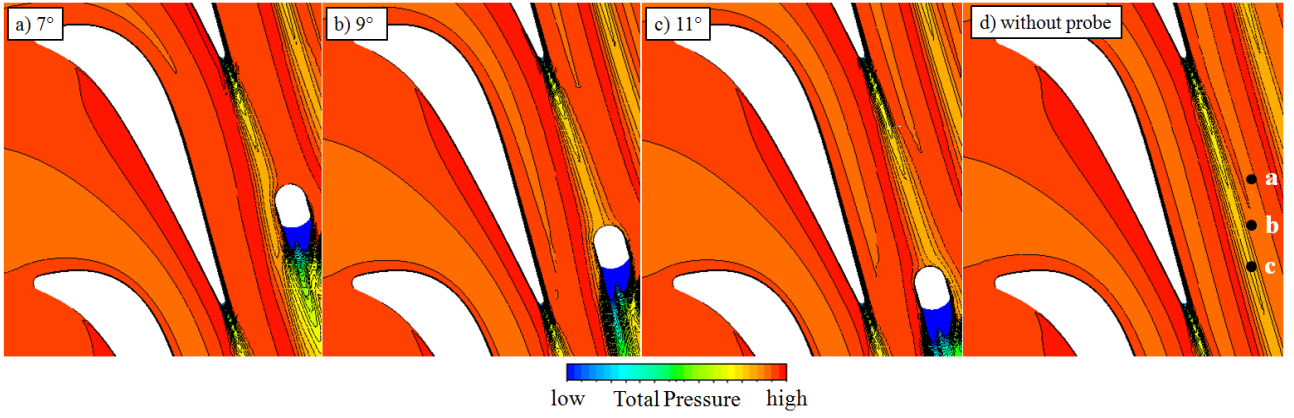 a) 7°
b) 9°
c) 11°
d) without probe
a
b
c
low Total Pressure high